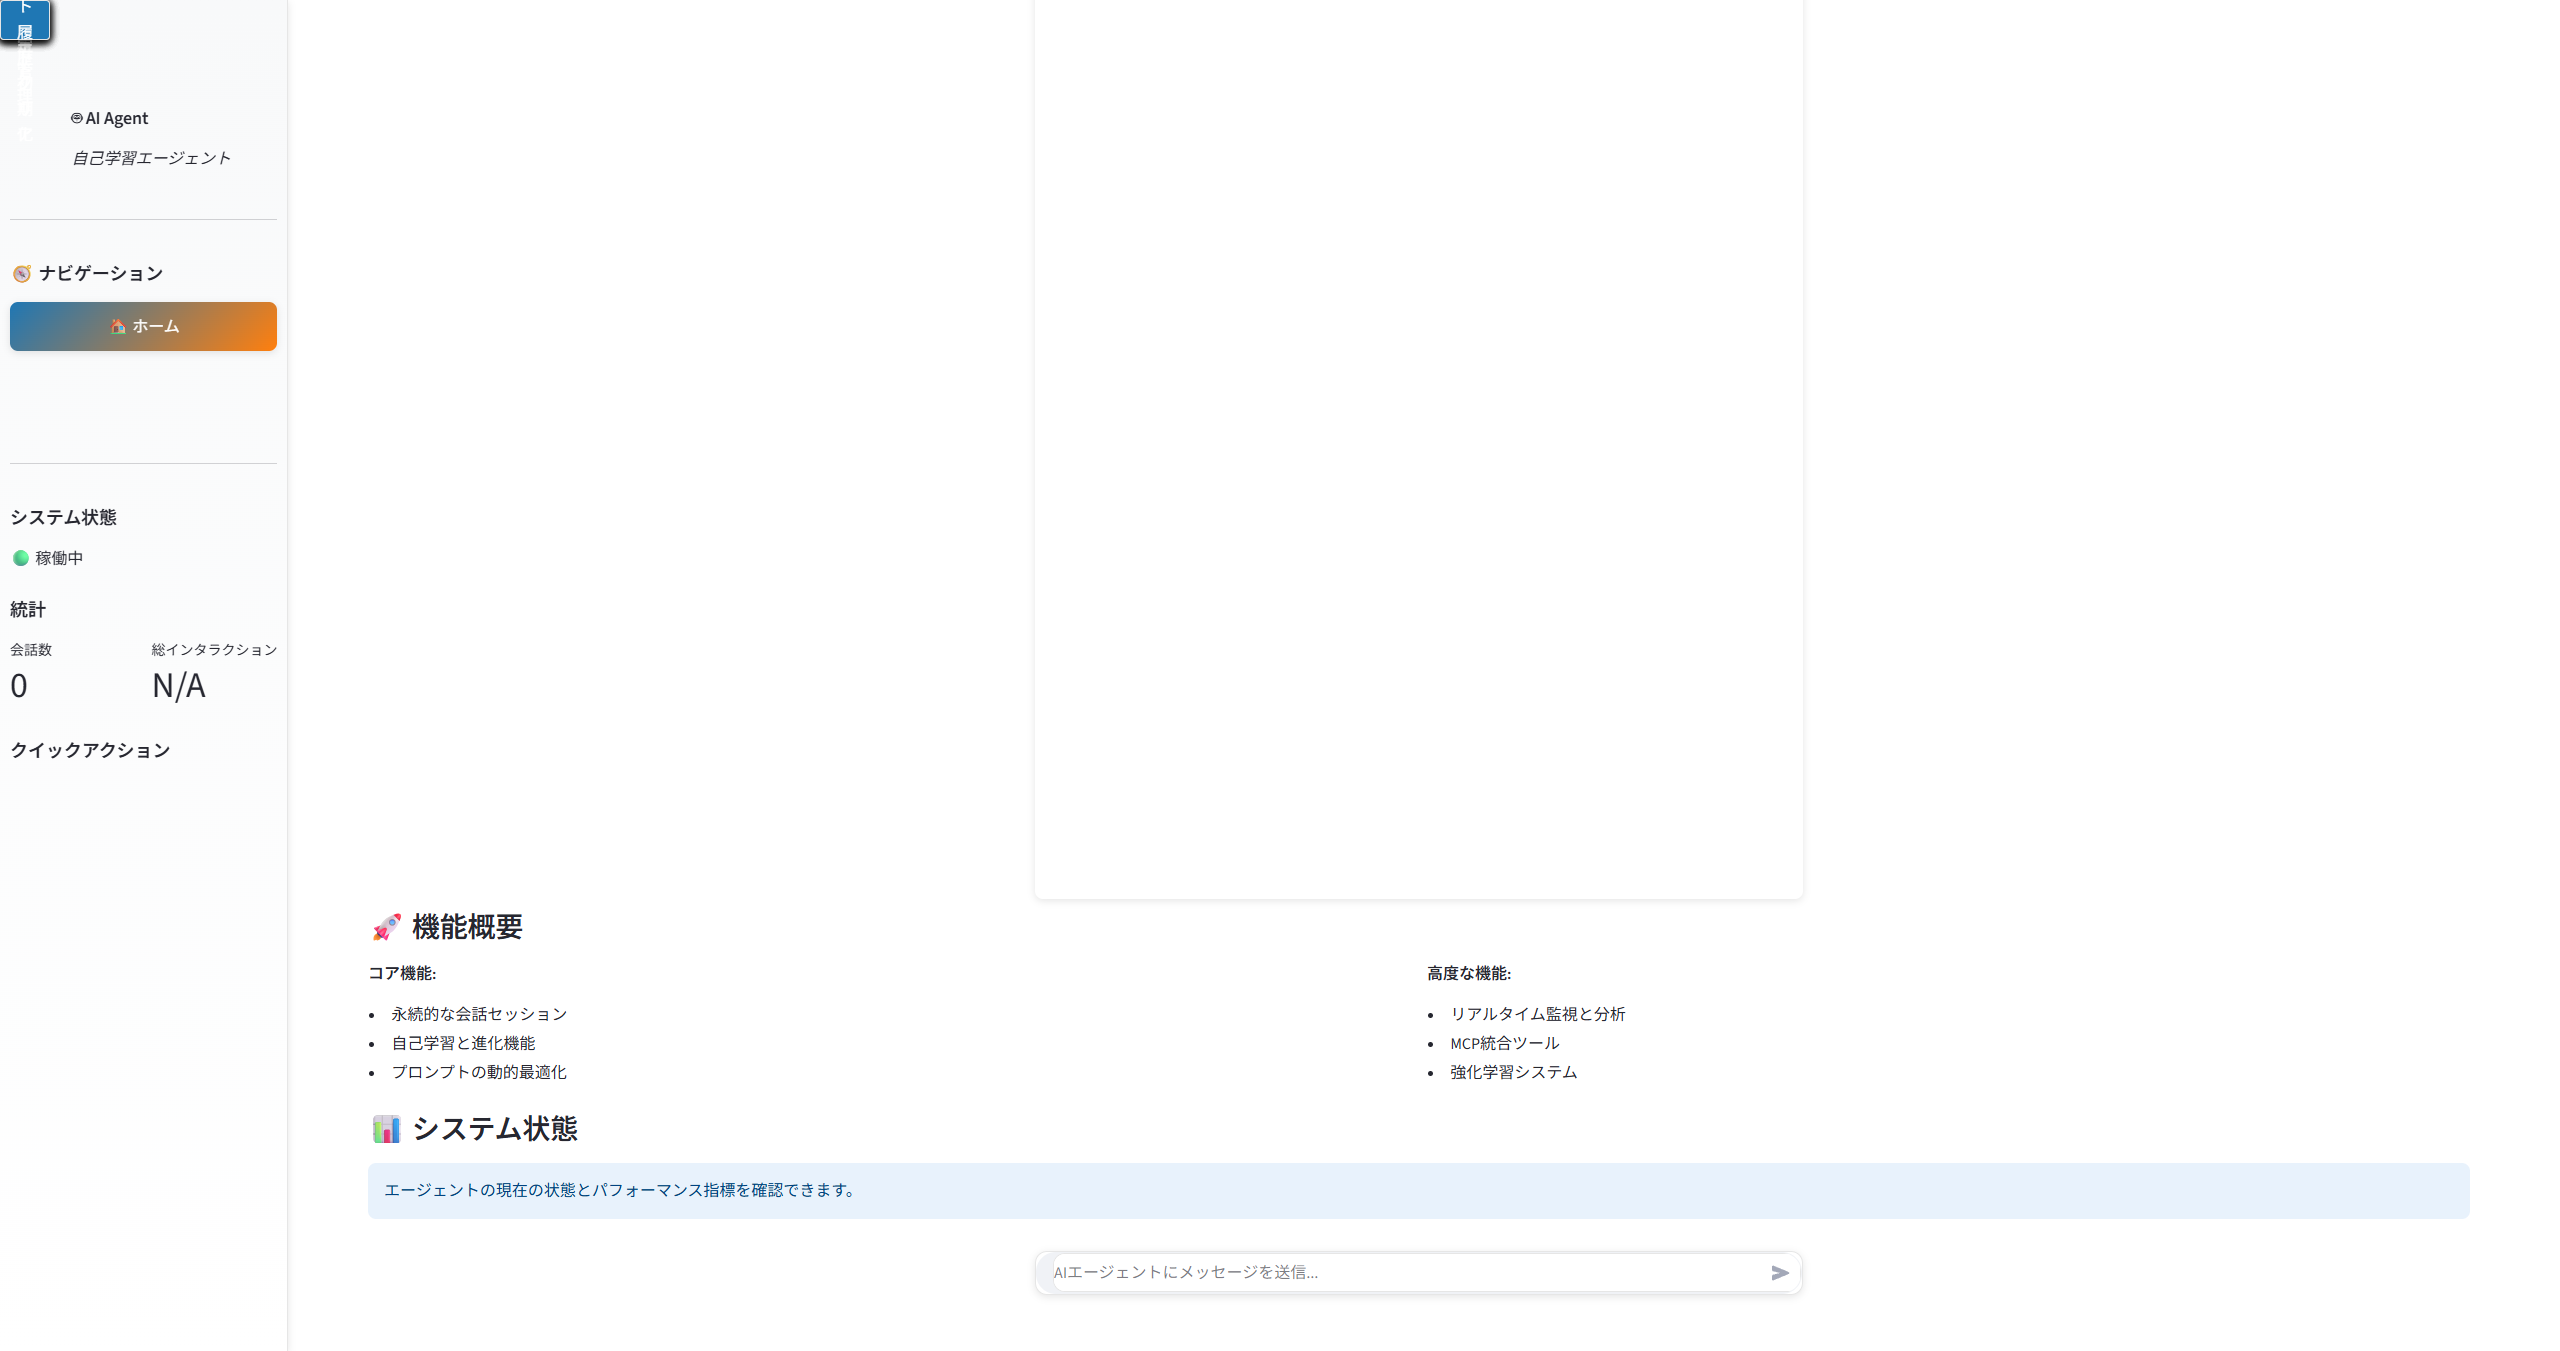 ト
履
AI Agent
自己学習エージェント
ナビゲーション
ホーム
システム状態
稼働中
統計
会話数 総インタラクション
0 N/A
クイックアクション
機能概要
コア機能:
永続的な会話セッション
自己学習と進化機能
プロンプトの動的最適化
高度な機能:
リアルタイム監視と分析
MCP統合ツール
強化学習システム
システム状態
エージェントの現在の状態とパフォーマンス指標を確認できます。
AIエージェントにメッセージを送信...